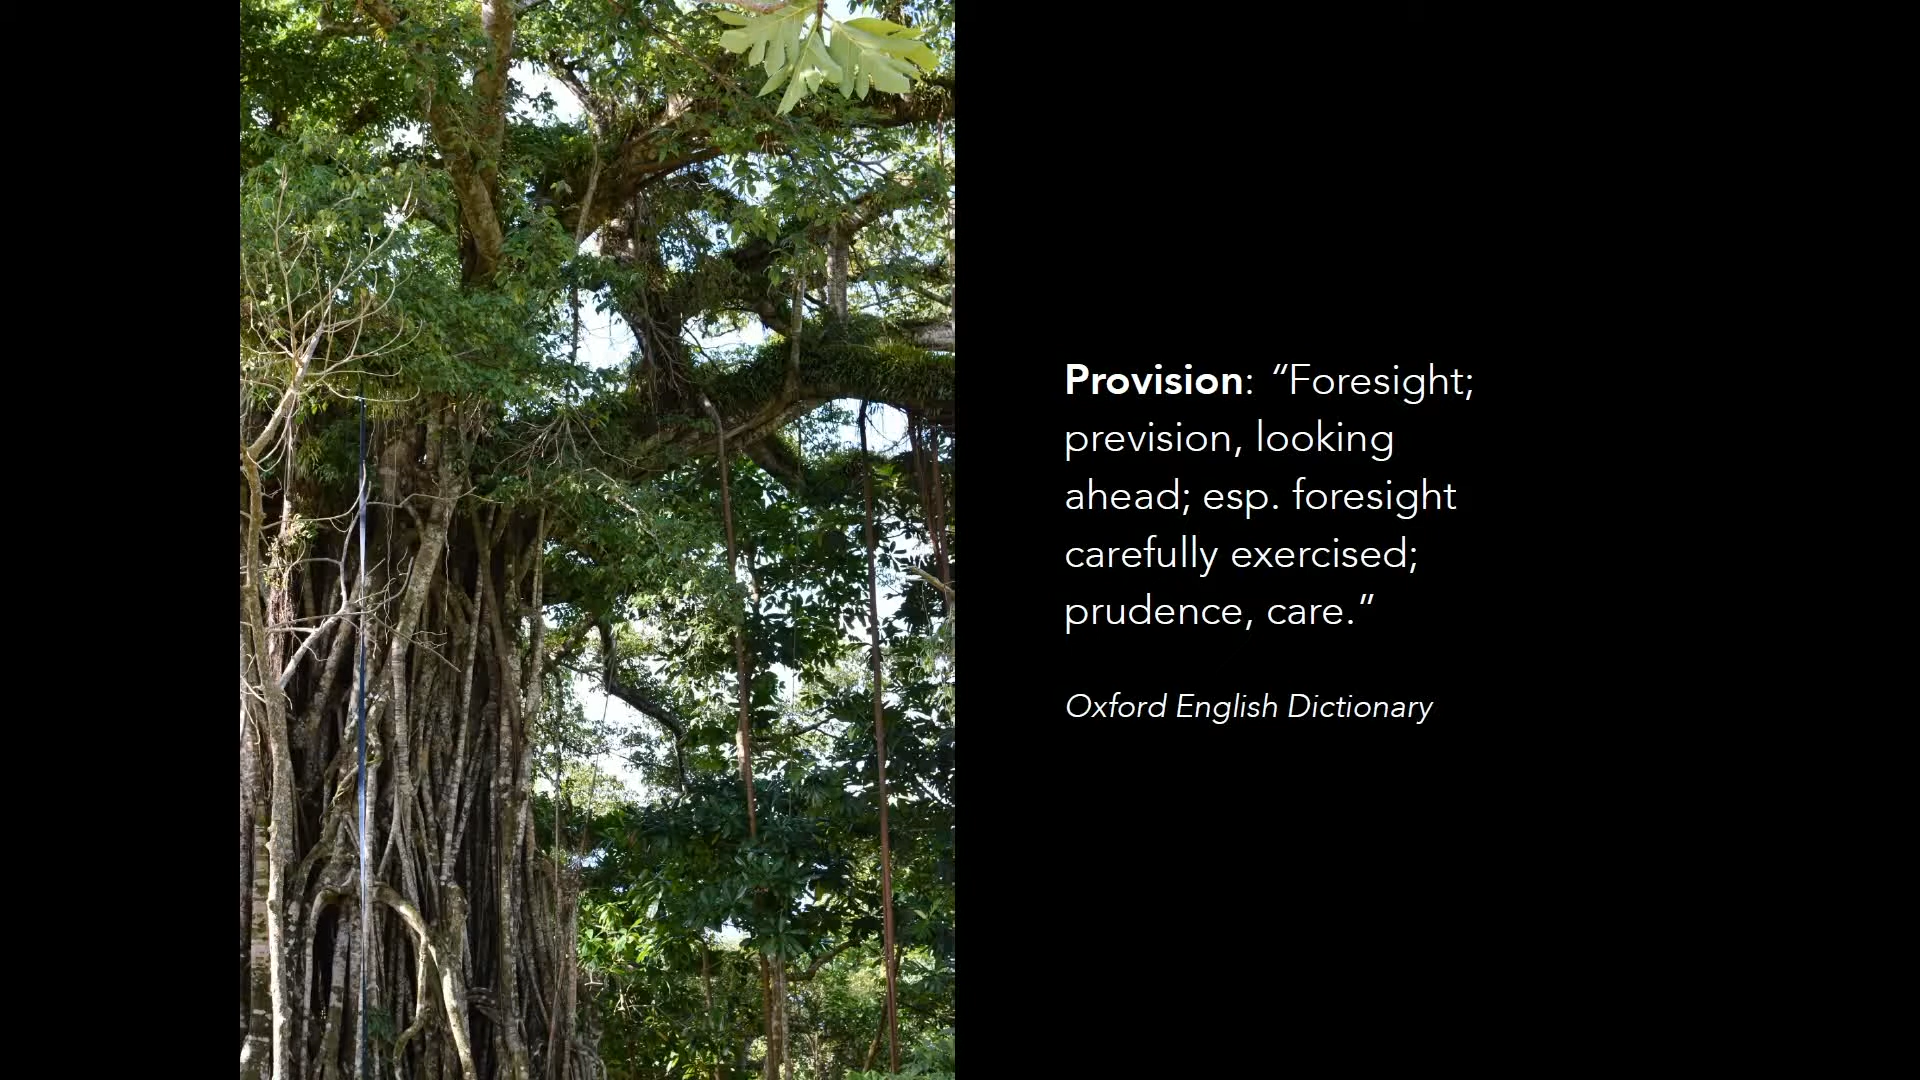 Provision: “Foresight;
prevision, looking
ahead; esp. foresight
carefully exercised;
prudence, care.”
Oxford English Dictionary